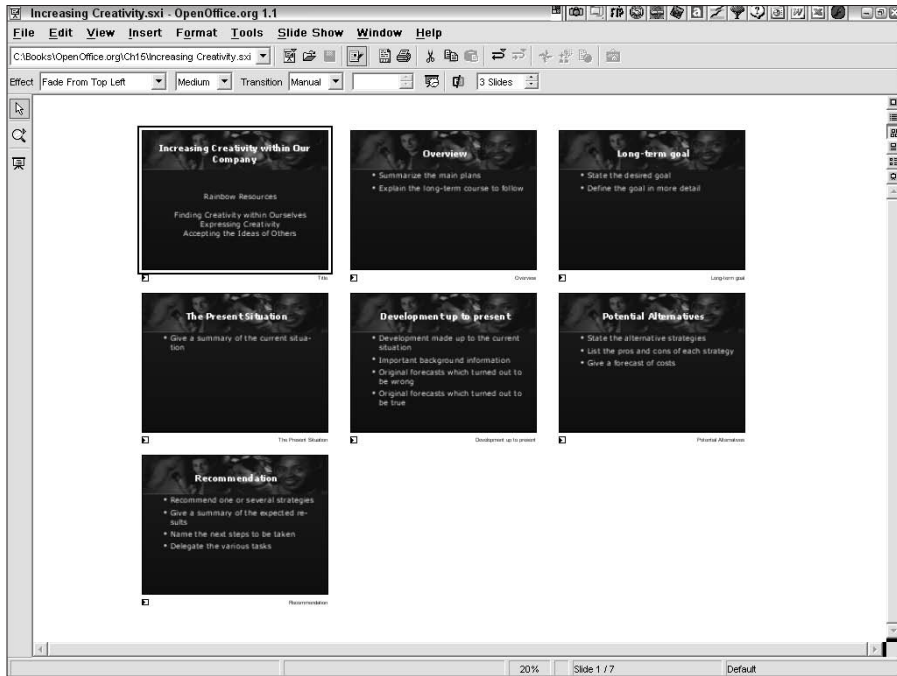 Increasing Creativity.sxi - OpenOffice.org 1.1
File Edit View Insert Format Tools Slide Show Window Help
C:\Books\OpenOffice.org\Ch15\Increasing Creativity.sxi
Effect Fade From Top Left Medium Transition Manual 3 Slides
Increasing Creativity within Our
Company
Rainbow Resources
Finding Creativity within Ourselves
Expressing Creativity
Accepting the Ideas of Others
Title
Overview
• Summarize the main plans
• Explain the long-term course to follow
Overview
Long-term goal
• State the desired goal
• Define the goal in more detail
Long-term goal
The Present Situation
• Give a summary of the current situa-
tion
The Present Situation
Development up to present
• Development made up to the current
situation
• Important background information
• Original forecasts which turned out to
be wrong
• Original forecasts which turned out to
be true
Development up to present
Potential Alternatives
• State the alternative strategies
• List the pros and cons of each strategy
• Give a forecast of costs
Potential Alternatives
Recommendation
• Recommend one or several strategies
• Give a summary of the expected re-
sults
• Name the next steps to be taken
• Delegate the various tasks
Recommendation
20% Slide 1 / 7 Default